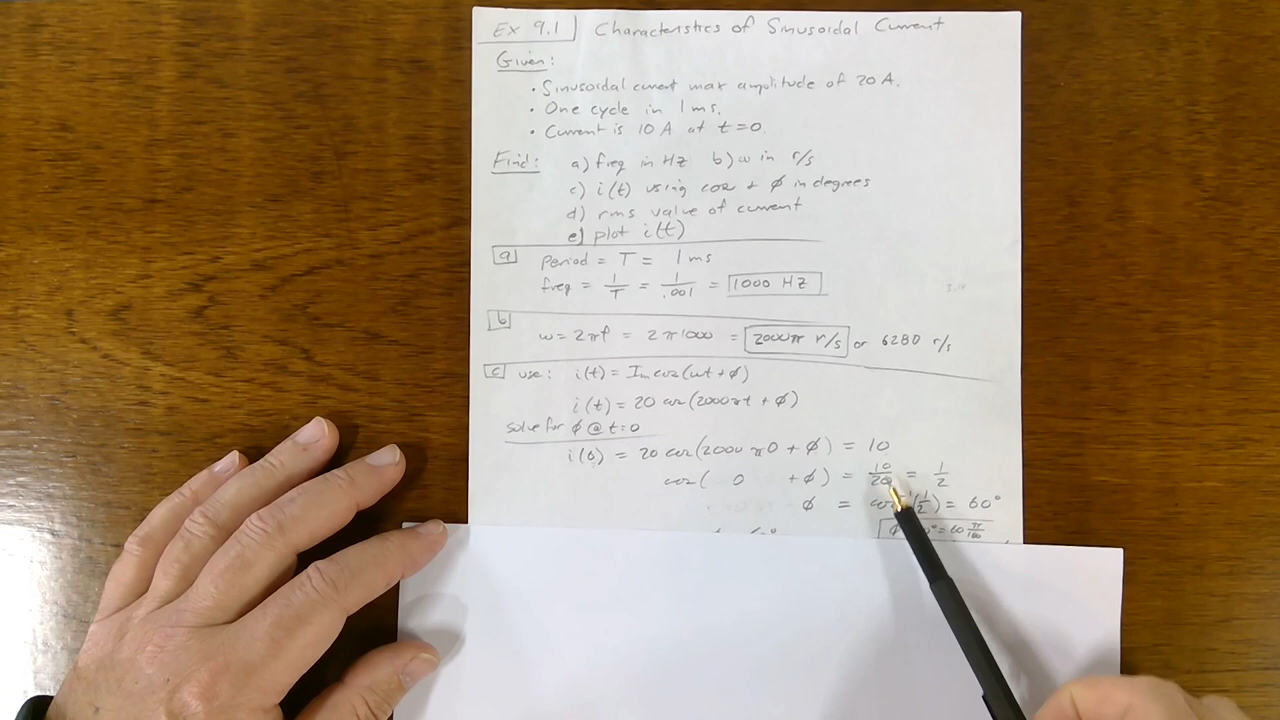 Ex 9.1 Characteristics of Sinusoidal Current
Given:
• Sinusoidal current max amplitude of 20 A.
• One cycle in 1 ms.
• Current is 10 A at t=0.
Find: a) freq in Hz b) ω in r/s
c) i(t) using cos + φ in degrees
d) rms value of current
e) plot i(t)
a period = T = 1 ms
freq = 1/T = 1/.001 = 1000 Hz
b
ω = 2πf = 2π1000 = 2000π r/s or 6280 r/s
c use: i(t) = Im cos(ωt + φ)
i(t) = 20 cos(2000πt + φ)
solve for φ @ t=0
i(0) = 20 cos(2000π0 + φ) = 10
cos( 0 + φ) = 10/20 = 1/2
φ = cos⁻¹(1/2) = 60°
= 60 π/180